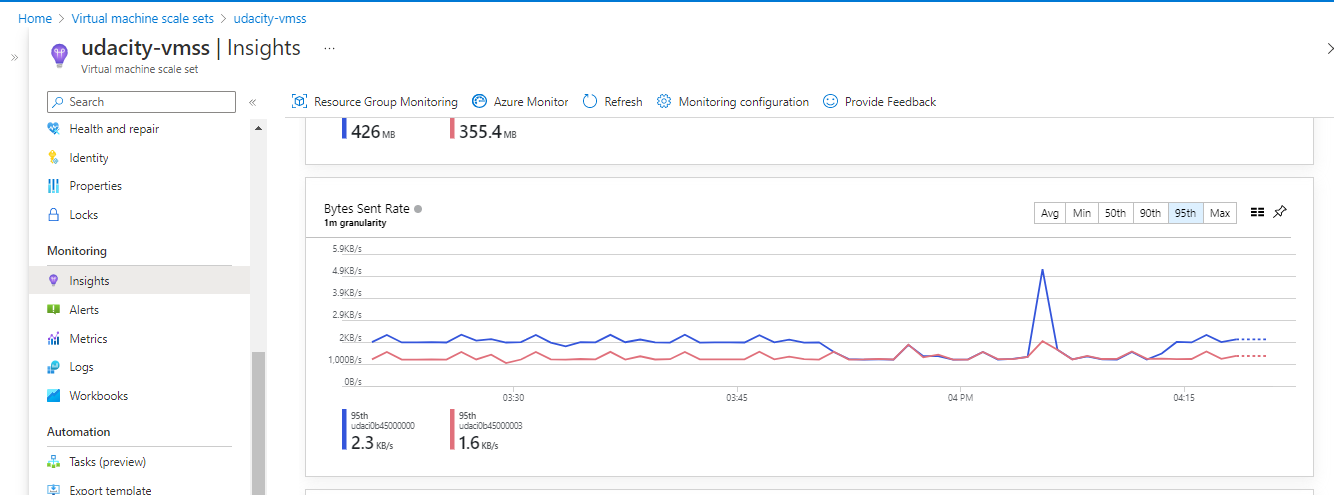 Home > Virtual machine scale sets > udacity-vmss
»
udacity-vmss | Insights ...
Virtual machine scale set
Search «
Health and repair
Identity
Properties
Locks
Monitoring
Insights
Alerts
Metrics
Logs
Workbooks
Automation
Tasks (preview)
Export template
Resource Group Monitoring Azure Monitor Refresh Monitoring configuration Provide Feedback
426 MB 355.4 MB
Bytes Sent Rate
1m granularity
Avg Min 50th 90th 95th Max
5.9KB/s
4.9KB/s
3.9KB/s
2.9KB/s
2KB/s
1,000B/s
0B/s
03:30 03:45 04 PM 04:15
95th 95th
udaci0b45000000 udaci0b45000003
2.3 KB/s 1.6 KB/s